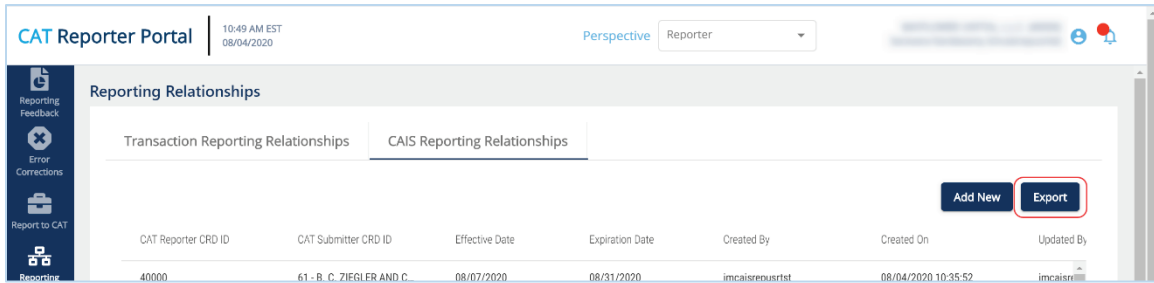 CAT Reporter Portal
10:49 AM EST
08/04/2020
Perspective
Reporter
Reporting
Feedback
Error
Corrections
Report to CAT
Reporting
Reporting Relationships
Transaction Reporting Relationships CAIS Reporting Relationships
Add New Export
CAT Reporter CRD ID CAT Submitter CRD ID Effective Date Expiration Date Created By Created On Updated By
40000 61 - B. C. ZIEGLER AND C... 08/07/2020 08/31/2020 imcaisrepusrtst 08/04/2020 10:35:52